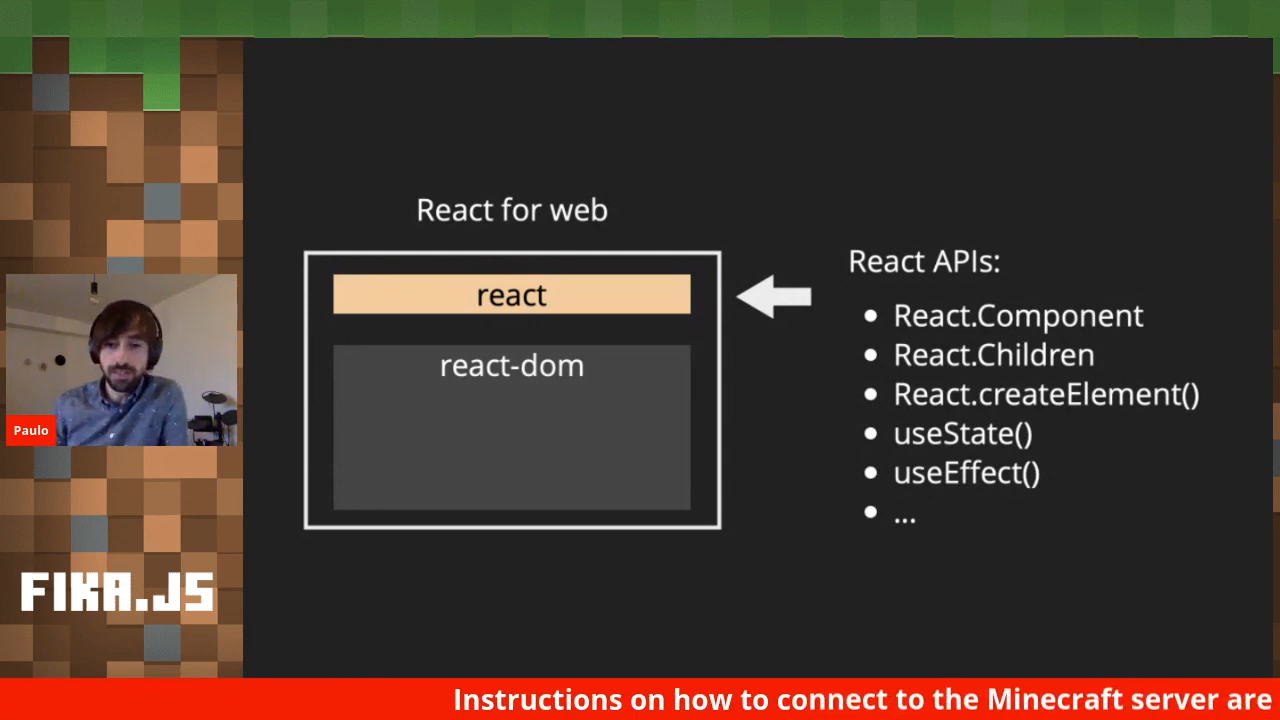 React for web
react
react-dom
React APIs:
React.Component
React.Children
React.createElement()
useState()
useEffect()
...
Paulo
FIKA.JS
Instructions on how to connect to the Minecraft server are